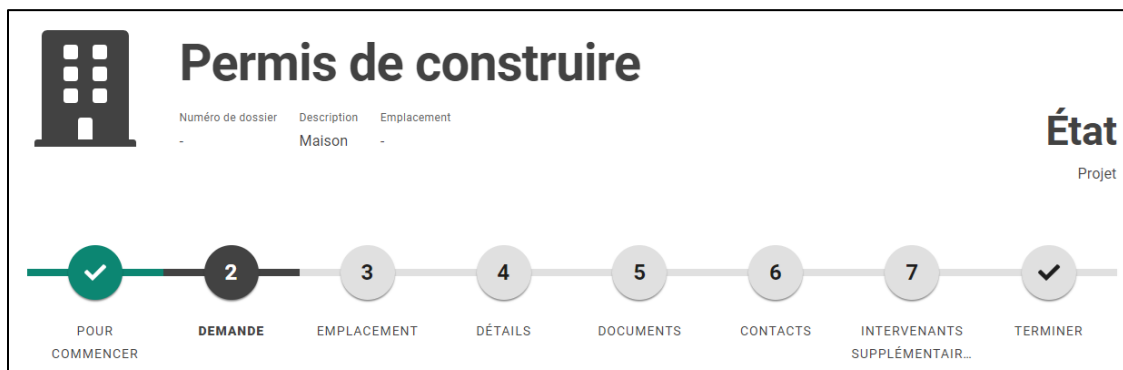 Permis de construire
Numéro de dossier Description Emplacement
- Maison -
État
Projet
2 3 4 5 6 7
POUR COMMENCER
DEMANDE
EMPLACEMENT
DÉTAILS
DOCUMENTS
CONTACTS
INTERVENANTS
SUPPLÉMENTAIR...
TERMINER